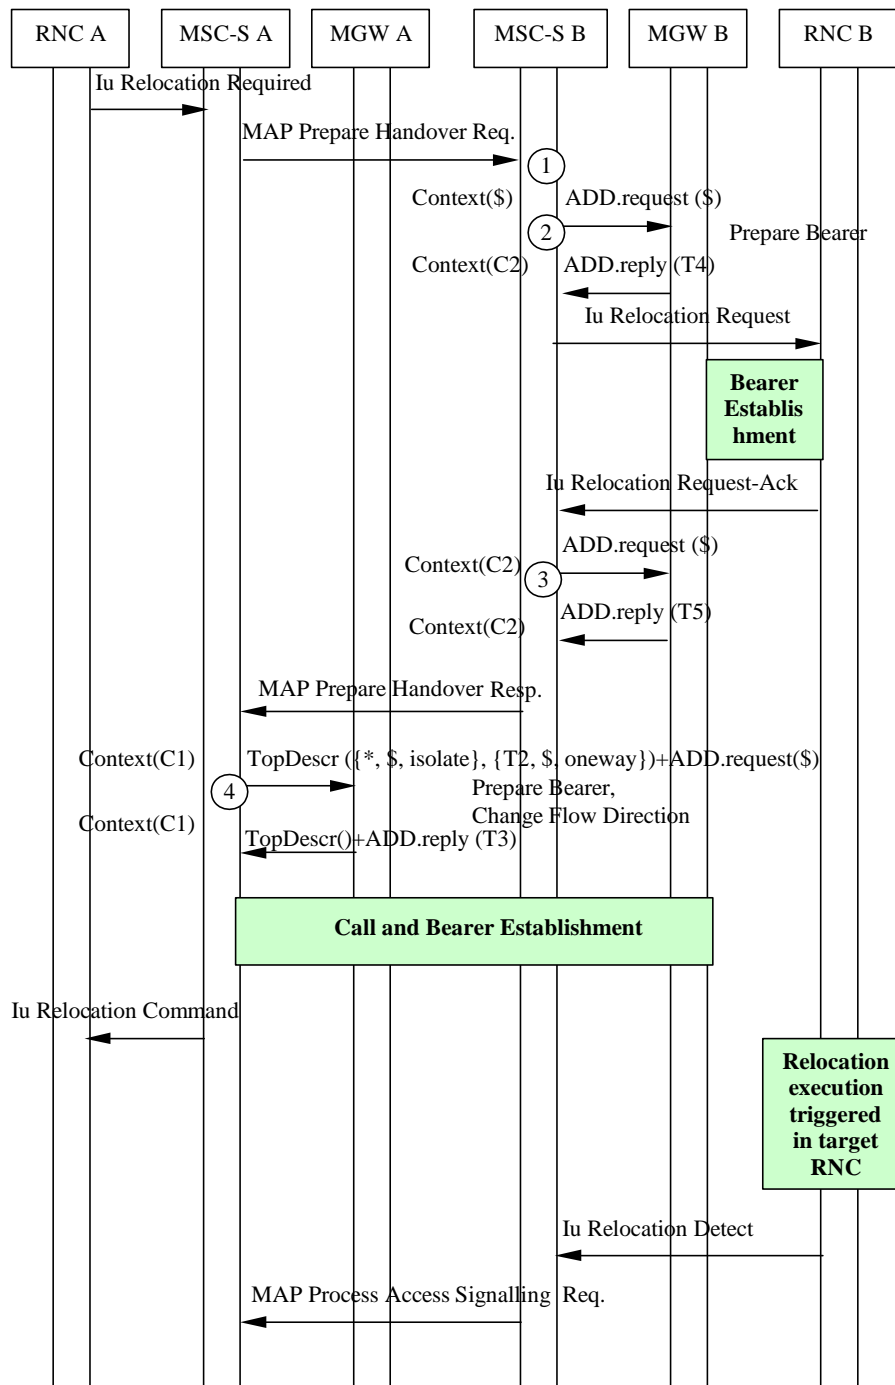 RNC A
MSC-S A
MGW A
MSC-S B
MGW B
RNC B
Iu Relocation Required
MAP Prepare Handover Req.
1
Context($)
ADD.request ($)
2
Prepare Bearer
Context(C2)
ADD.reply (T4)
Iu Relocation Request
Bearer
Establis
hment
Iu Relocation Request-Ack
ADD.request ($)
Context(C2)
3
ADD.reply (T5)
Context(C2)
MAP Prepare Handover Resp.
Context(C1)
TopDescr ({*, $, isolate}, {T2, $, oneway})+ADD.request($)
4
Prepare Bearer,
Change Flow Direction
Context(C1)
TopDescr()+ADD.reply (T3)
Call and Bearer Establishment
Iu Relocation Command
Relocation
execution
triggered
in target
RNC
Iu Relocation Detect
MAP Process Access Signalling Req.